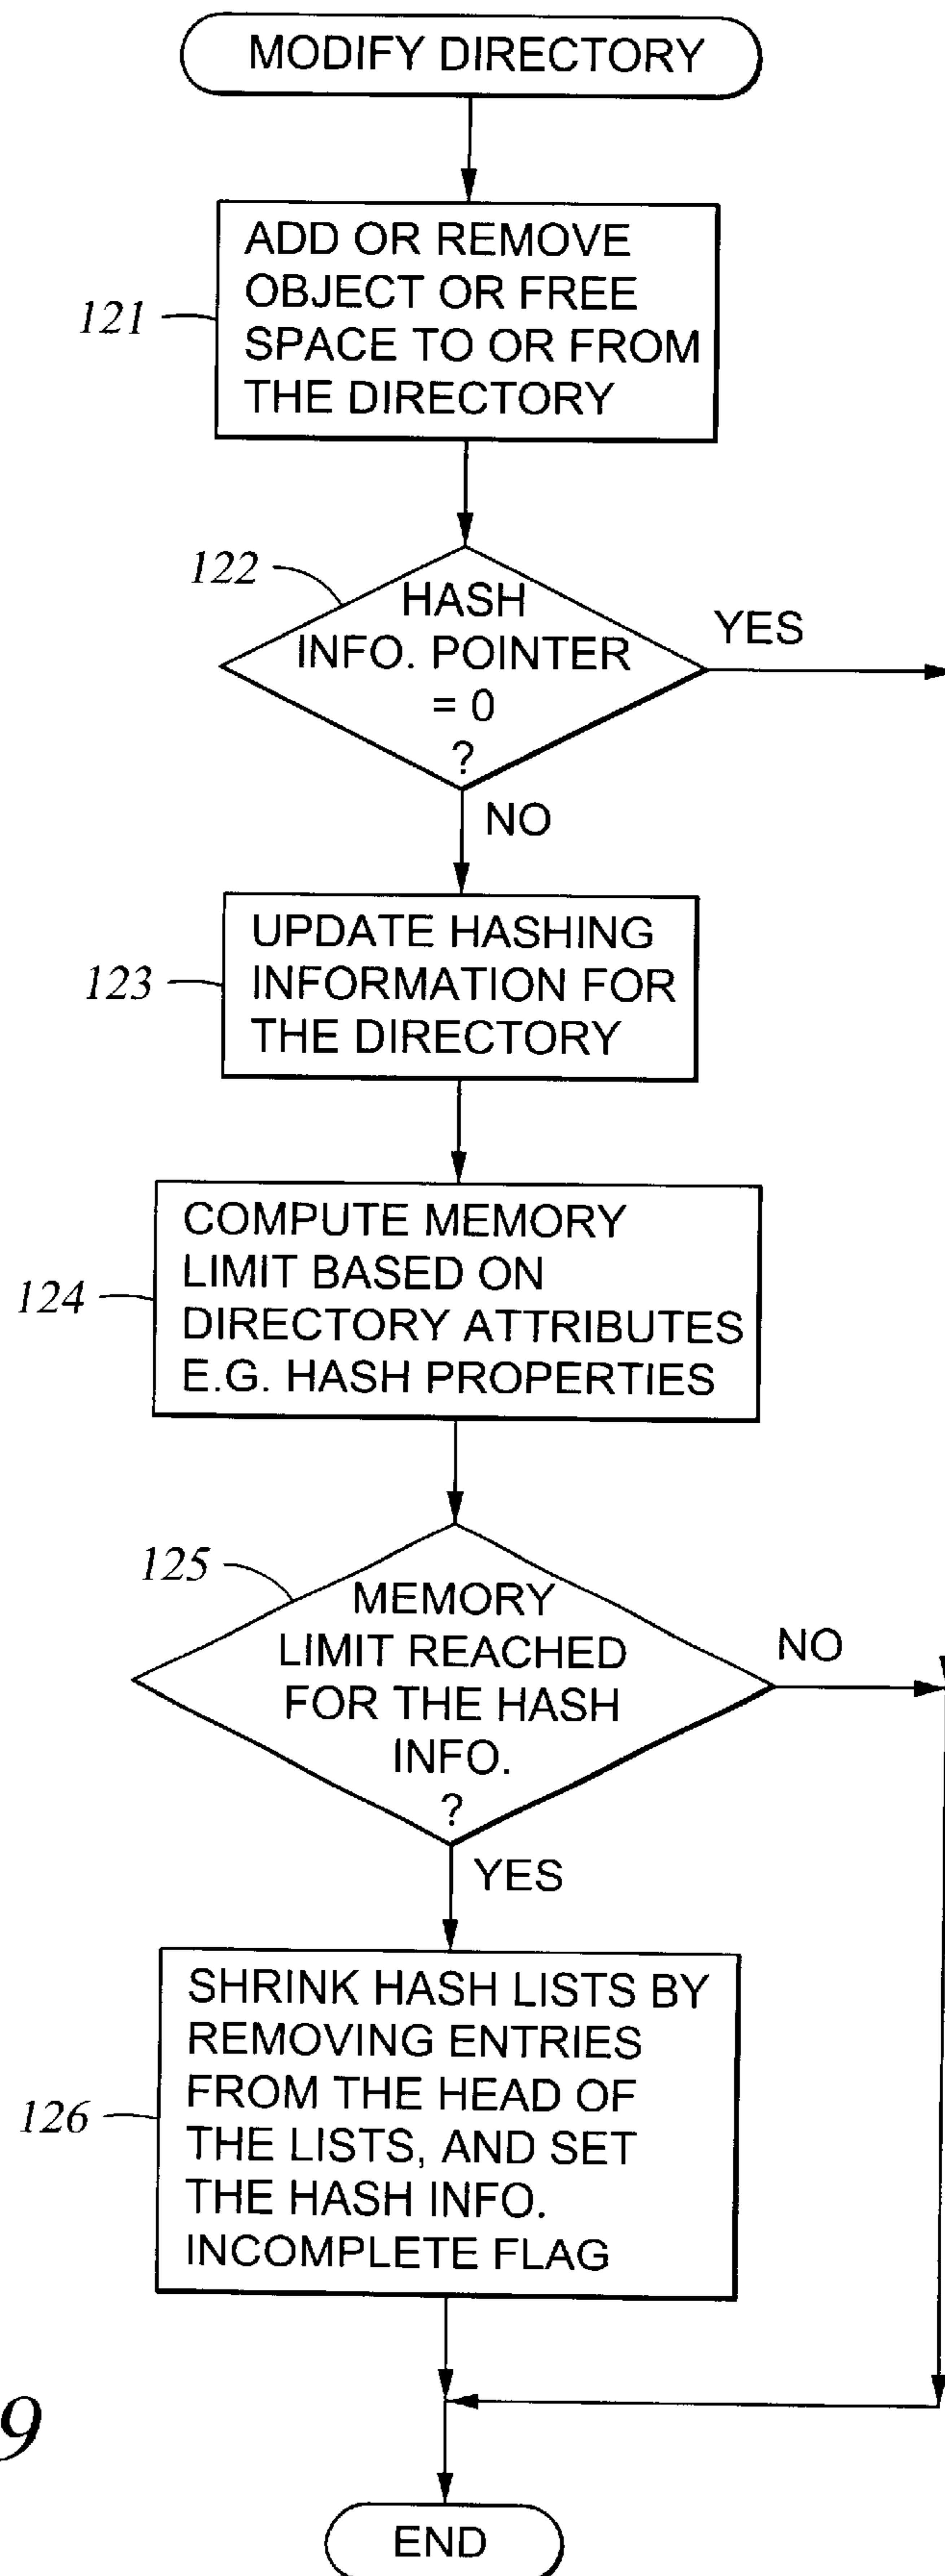 MODIFY DIRECTORY
ADD OR REMOVE
OBJECT OR FREE
SPACE TO OR FROM
THE DIRECTORY
121
122
HASH
INFO. POINTER
= 0
?
YES
NO
UPDATE HASHING
INFORMATION FOR
THE DIRECTORY
123
COMPUTE MEMORY
LIMIT BASED ON
DIRECTORY ATTRIBUTES
E.G. HASH PROPERTIES
124
125
MEMORY
LIMIT REACHED
FOR THE HASH
INFO.
?
NO
YES
SHRINK HASH LISTS BY
REMOVING ENTRIES
FROM THE HEAD OF
THE LISTS, AND SET
THE HASH INFO.
INCOMPLETE FLAG
126
9
END